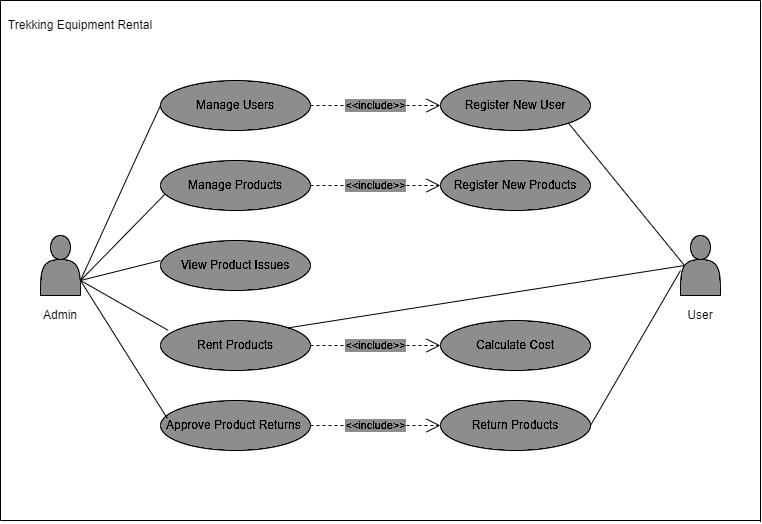 Trekking Equipment Rental
Manage Users
<<include>>
Register New User
Manage Products
<<include>>
Register New Products
View Product Issues
Admin
User
Rent Products
<<include>>
Calculate Cost
Approve Product Returns
<<include>>
Return Products